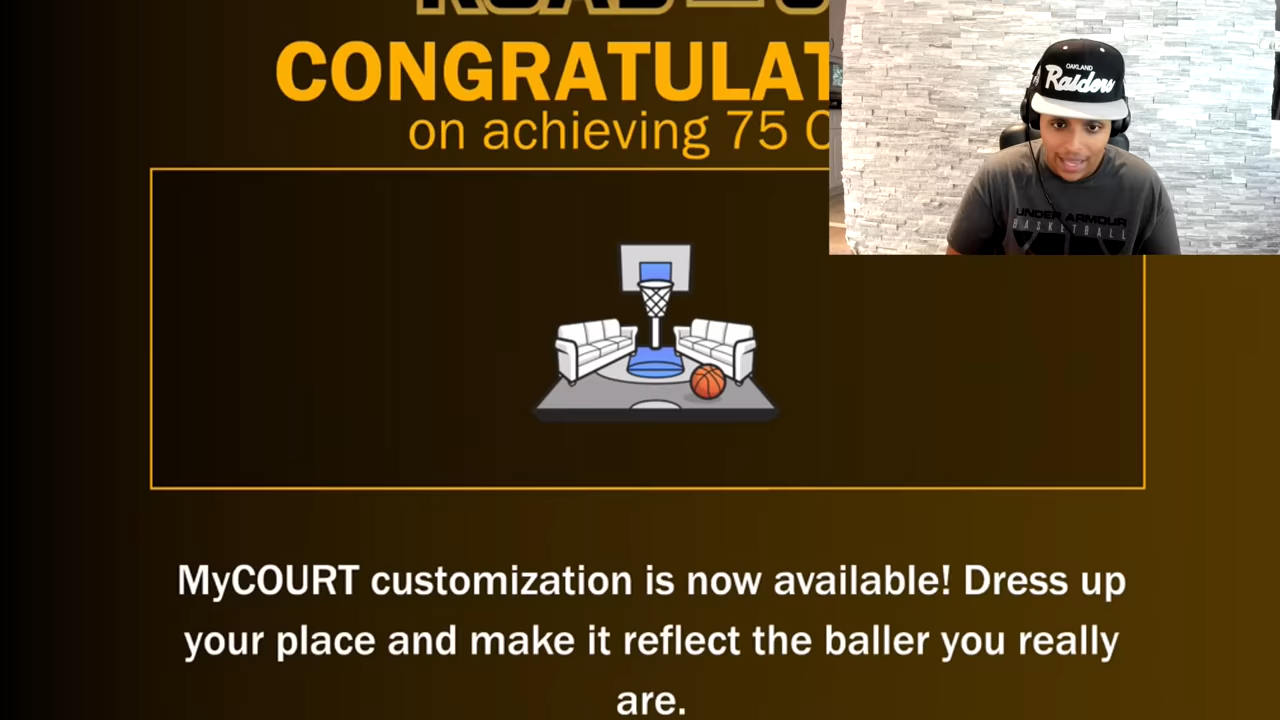 CONGRATULAT
on achieving 75
OAKLAND
Raiders
UNDER ARMOUR
BASKETBALL
MyCOURT customization is now available! Dress up
your place and make it reflect the baller you really
are.